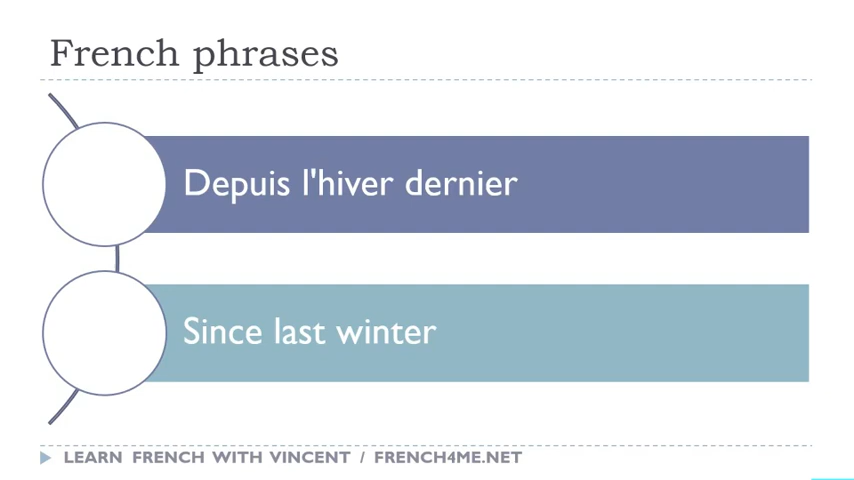 French phrases
Depuis l'hiver dernier
Since last winter
LEARN FRENCH WITH VINCENT / FRENCH4ME.NET